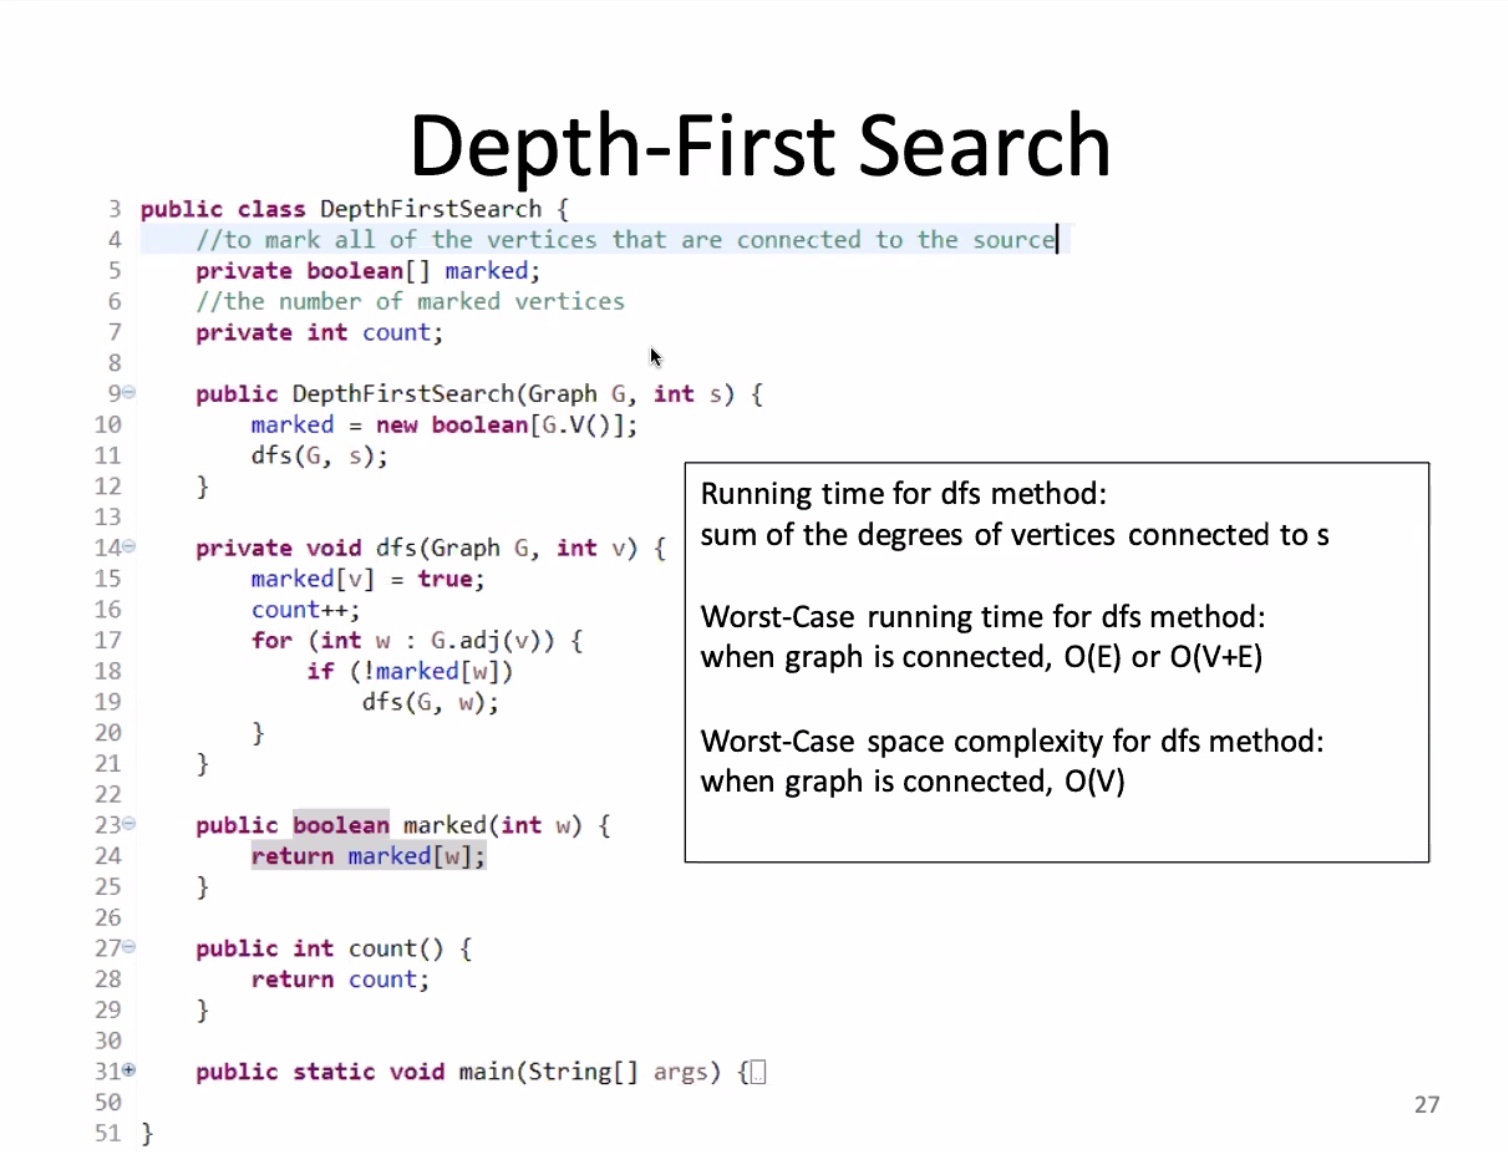 Depth-First Search
3 public class DepthFirstSearch {
4     //to mark all of the vertices that are connected to the source
5     private boolean[] marked;
6     //the number of marked vertices
7     private int count;
8
9     public DepthFirstSearch(Graph G, int s) {
10         marked = new boolean[G.V()];
11         dfs(G, s);
12     }
13
14     private void dfs(Graph G, int v) {
15         marked[v] = true;
16         count++;
17         for (int w : G.adj(v)) {
18             if (!marked[w])
19                 dfs(G, w);
20         }
21     }
22
23     public boolean marked(int w) {
24         return marked[w];
25     }
26
27     public int count() {
28         return count;
29     }
30
31     public static void main(String[] args) {
50
51 }
Running time for dfs method:
sum of the degrees of vertices connected to s
Worst-Case running time for dfs method:
when graph is connected, O(E) or O(V+E)
Worst-Case space complexity for dfs method:
when graph is connected, O(V)
27